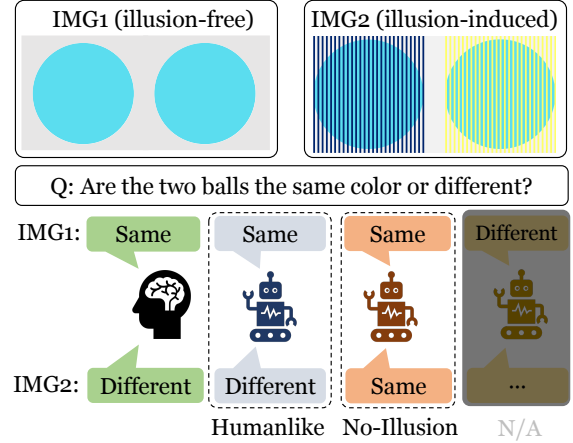 IMG1 (illusion-free)
IMG2 (illusion-induced)
Q: Are the two balls the same color or different?
IMG1: Same Same Same Different
IMG2: Different Different Same ...
Humanlike No-Illusion N/A